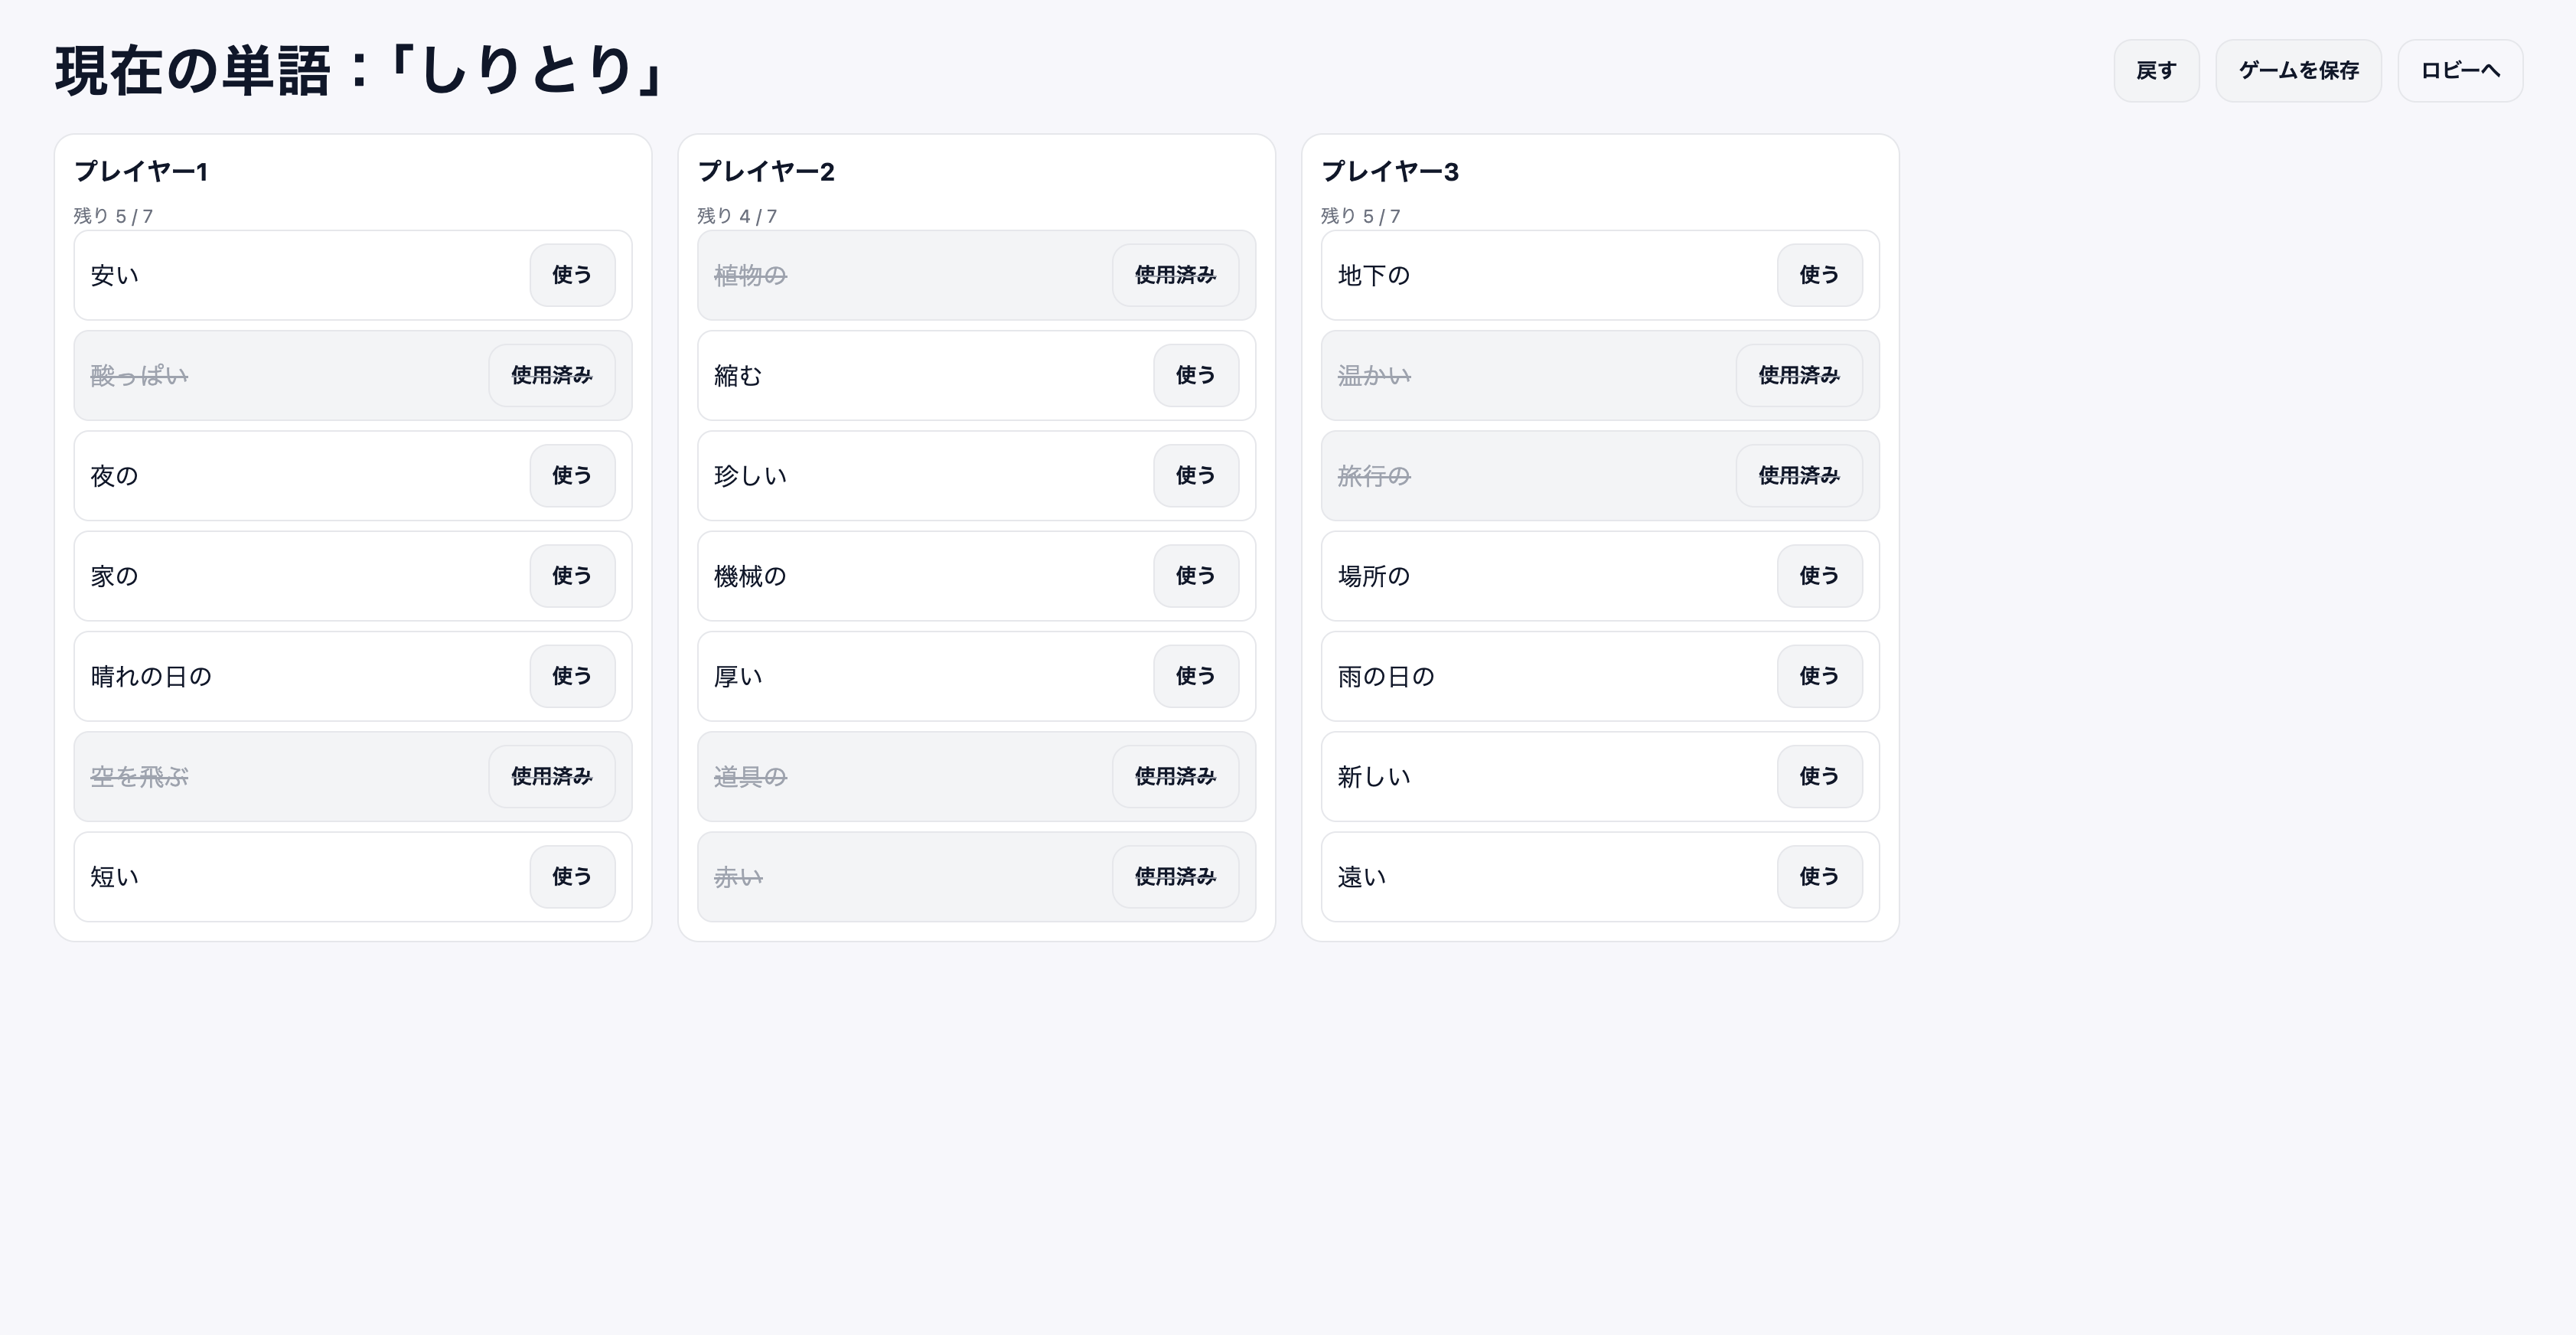 現在の単語：「しりとり」
戻す
ゲームを保存
ロビーへ
プレイヤー1
残り 5 / 7
安い 使う
酸っぱい 使用済み
夜の 使う
家の 使う
晴れの日の 使う
空を飛ぶ 使用済み
短い 使う
プレイヤー2
残り 4 / 7
植物の 使用済み
縮む 使う
珍しい 使う
機械の 使う
厚い 使う
道具の 使用済み
赤い 使用済み
プレイヤー3
残り 5 / 7
地下の 使う
温かい 使用済み
旅行の 使用済み
場所の 使う
雨の日の 使う
新しい 使う
遠い 使う